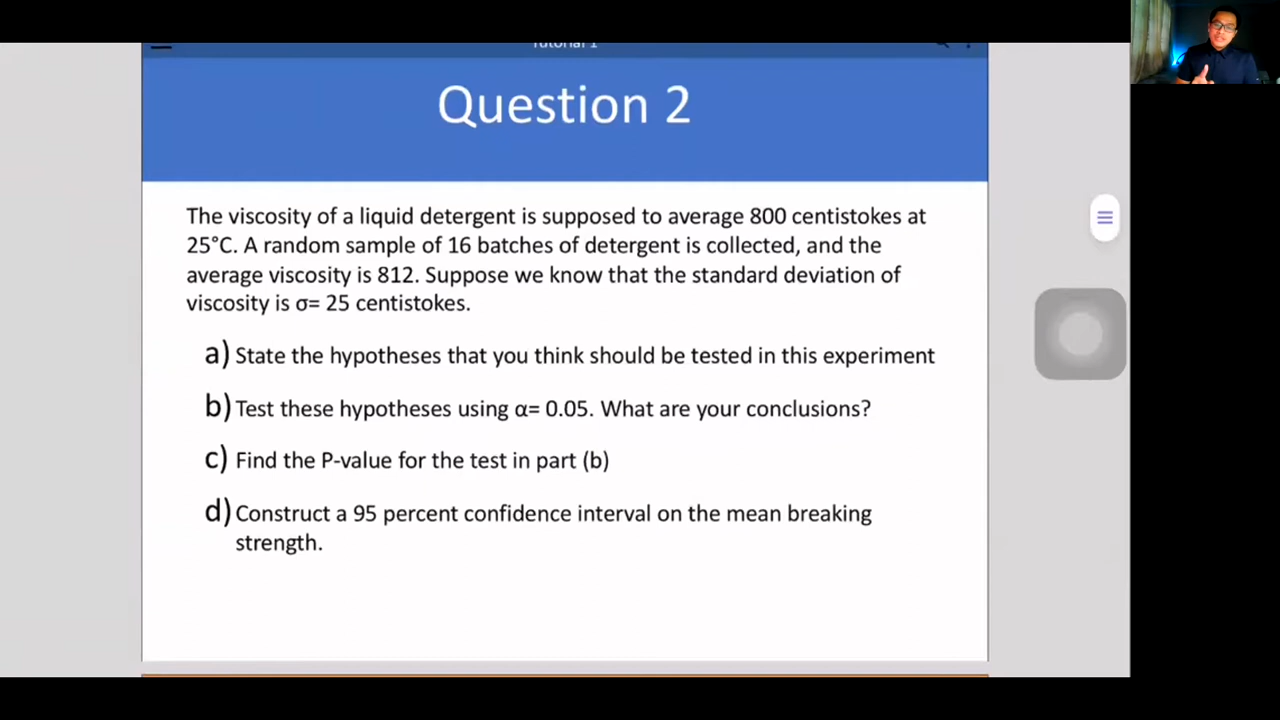 Tutorial 1
Question 2
The viscosity of a liquid detergent is supposed to average 800 centistokes at
25°C. A random sample of 16 batches of detergent is collected, and the
average viscosity is 812. Suppose we know that the standard deviation of
viscosity is σ= 25 centistokes.
a) State the hypotheses that you think should be tested in this experiment
b) Test these hypotheses using α= 0.05. What are your conclusions?
c) Find the P-value for the test in part (b)
d) Construct a 95 percent confidence interval on the mean breaking
strength.